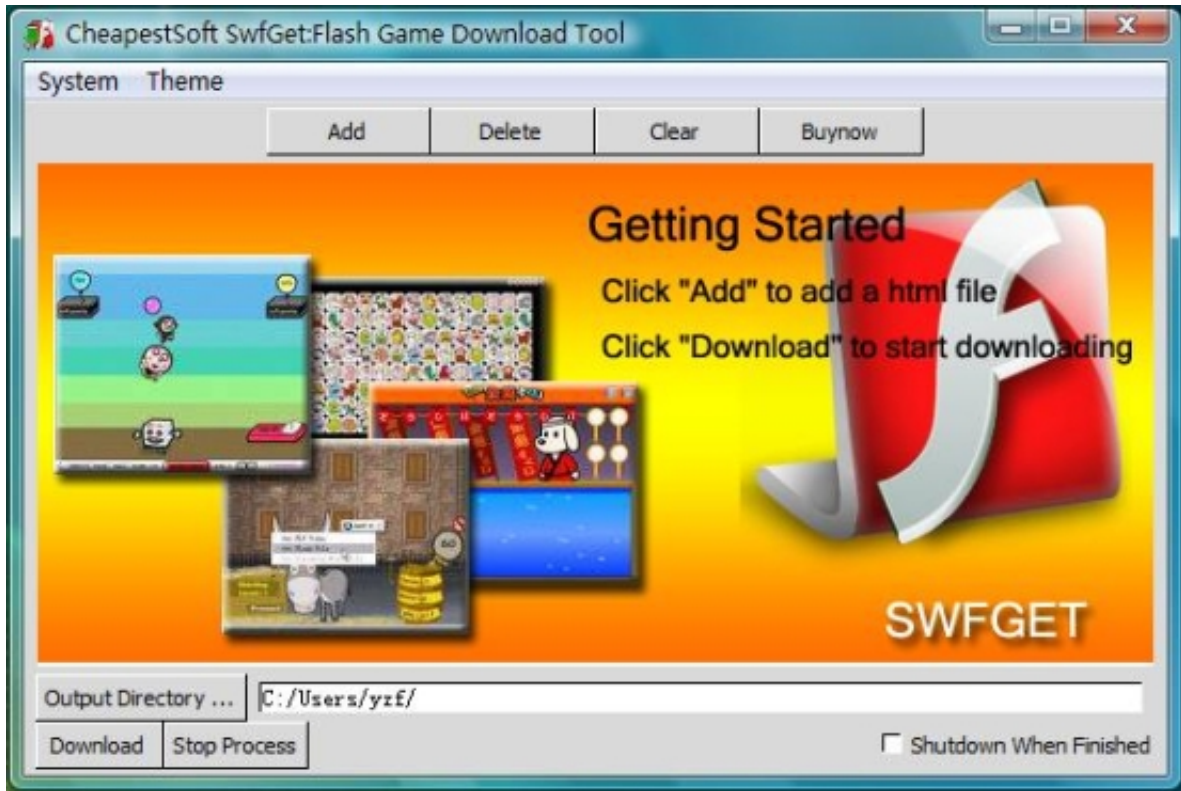 CheapestSoft SwfGet:Flash Game Download Tool
System Theme
Add Delete Clear Buynow
Getting Started
Click "Add" to add a html file
Click "Download" to start downloading
SWFGET
Output Directory ... C:/Users/yzf/
Download Stop Process Shutdown When Finished